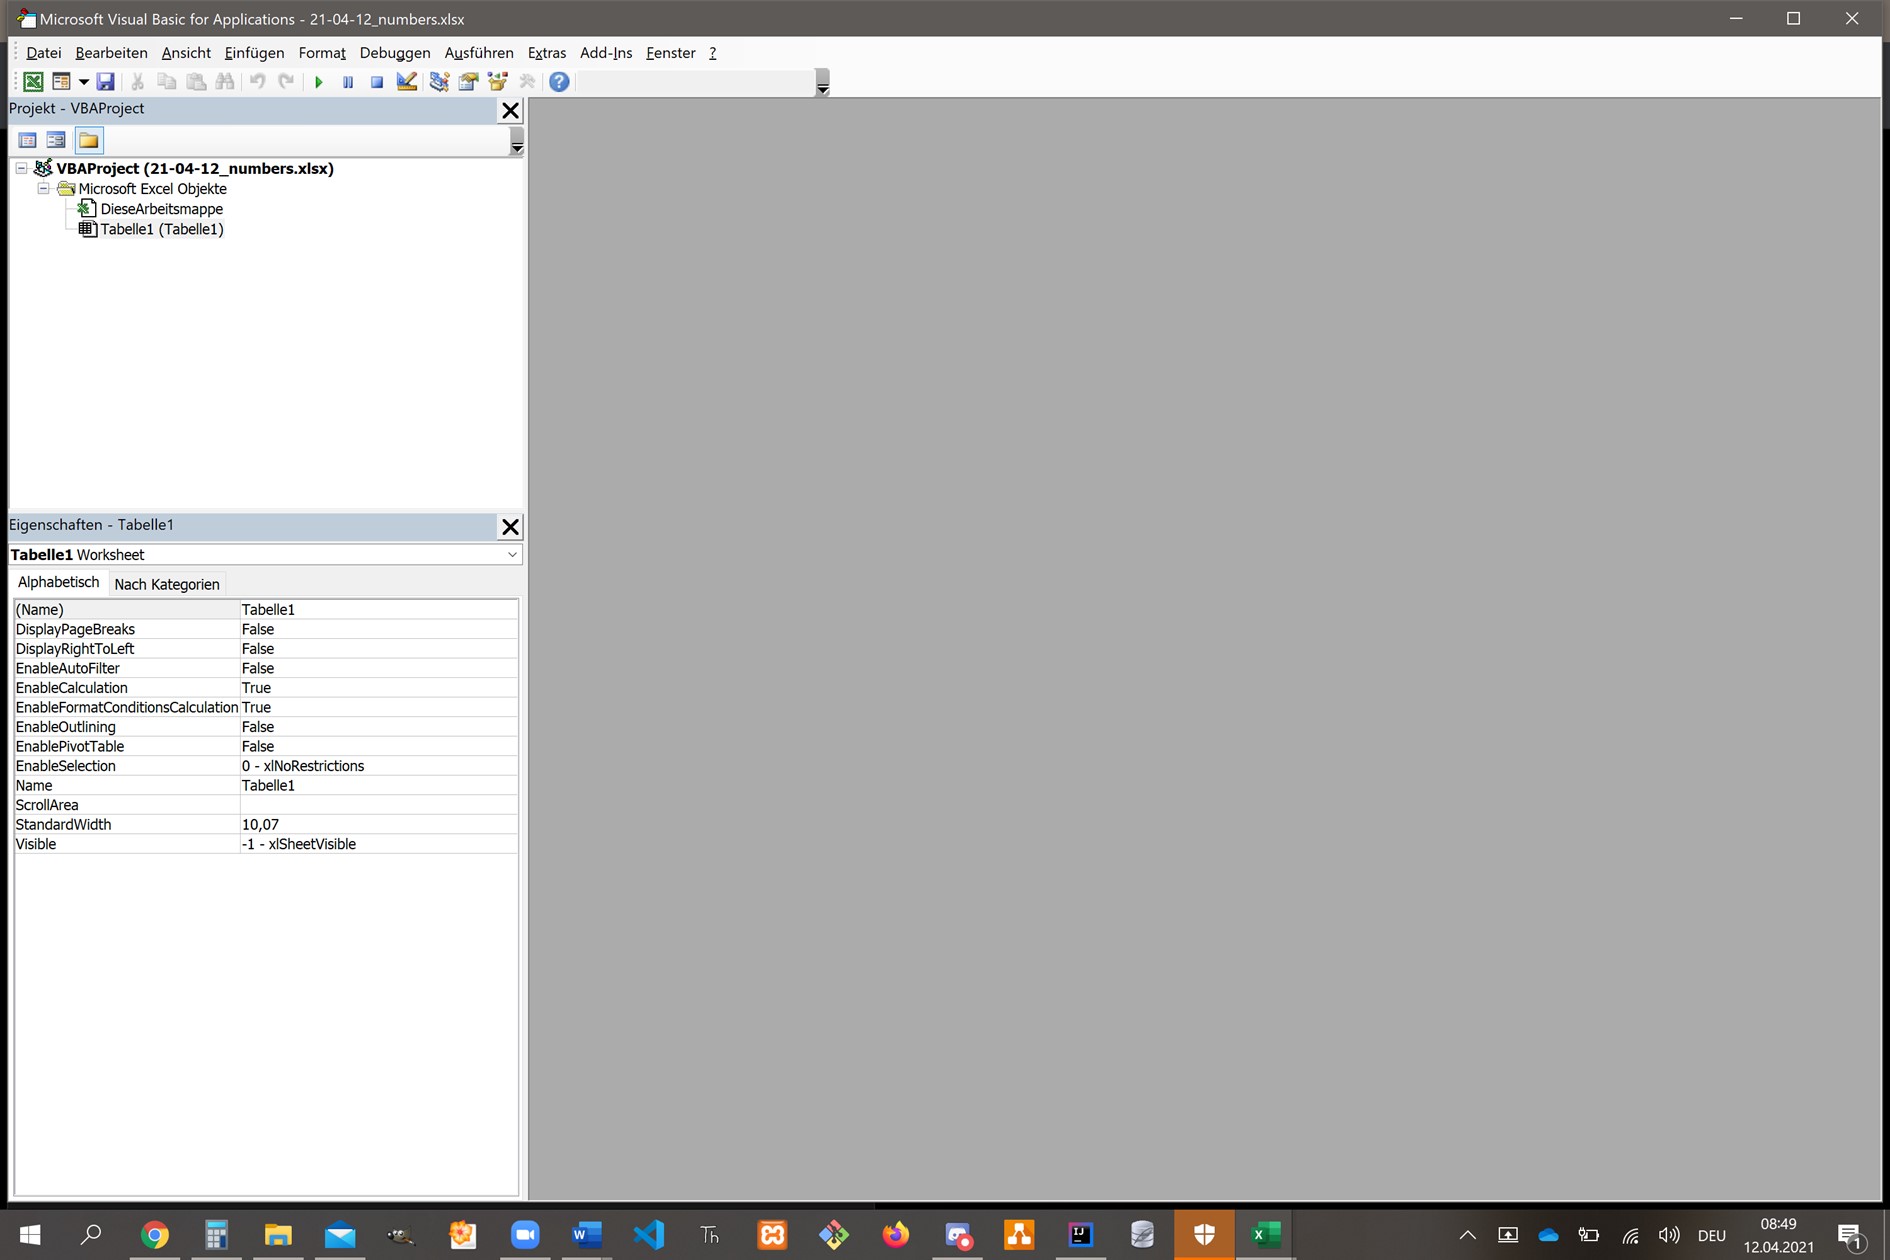 Microsoft Visual Basic for Applications - 21-04-12_numbers.xlsx
Datei Bearbeiten Ansicht Einfügen Format Debuggen Ausführen Extras Add-Ins Fenster ?
Projekt - VBAProject
VBAProject (21-04-12_numbers.xlsx)
Microsoft Excel Objekte
DieseArbeitsmappe
Tabelle1 (Tabelle1)
Eigenschaften - Tabelle1
Tabelle1 Worksheet
Alphabetisch Nach Kategorien
(Name) Tabelle1
DisplayPageBreaks False
DisplayRightToLeft False
EnableAutoFilter False
EnableCalculation True
EnableFormatConditionsCalculation True
EnableOutlining False
EnablePivotTable False
EnableSelection 0 - xlNoRestrictions
Name Tabelle1
ScrollArea
StandardWidth 10,07
Visible -1 - xlSheetVisible
W Th IJ X DEU 08:49
12.04.2021 1